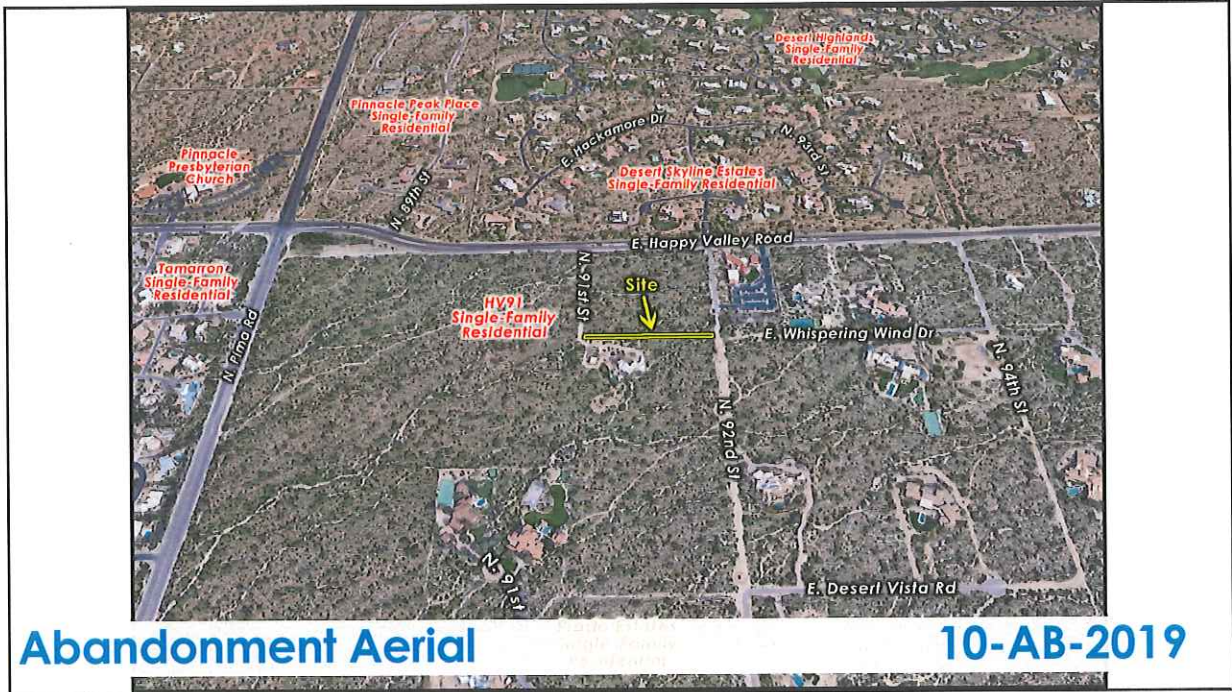 Desert Highlands
Single-Family
Residential
Pinnacle Peak Place
Single-Family
Residential
E. Hackamore Dr
N. 93rd St
Pinnacle
Presbyterian
Church
Desert Skyline Estates
Single-Family Residential
N. 89th St
E. Happy Valley Road
Tamarron
Single-Family
Residential
N. 91st St
Site
HV91
Single-Family
Residential
N. Pima Rd
E. Whispering Wind Dr
N. 94th St
N. 92nd St
N. 91st
E. Desert Vista Rd
Abandonment Aerial
10-AB-2019